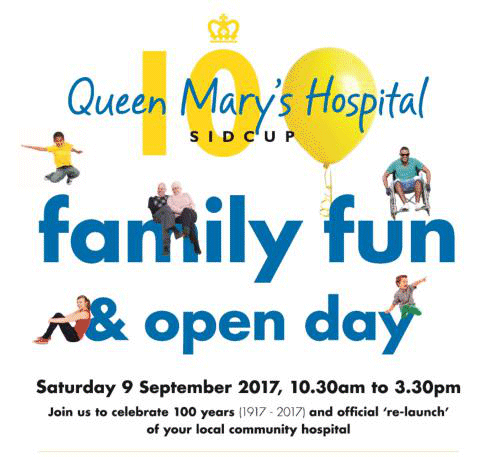 100
Queen Mary's Hospital
SIDCUP
family fun
& open day
Saturday 9 September 2017, 10.30am to 3.30pm
Join us to celebrate 100 years (1917 - 2017) and official 're-launch'
of your local community hospital